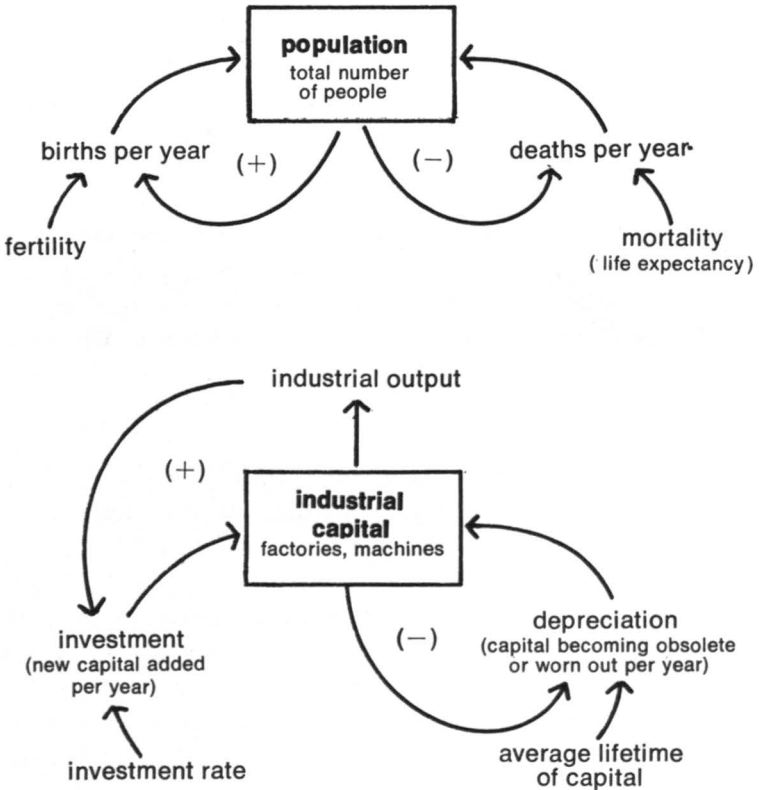 population
total number
of people
births per year
(+)
(−)
deaths per year
fertility
mortality
( life expectancy)
industrial output
(+)
industrial
capital
factories, machines
investment
(new capital added
per year)
(−)
depreciation
(capital becoming obsolete
or worn out per year)
investment rate
average lifetime
of capital